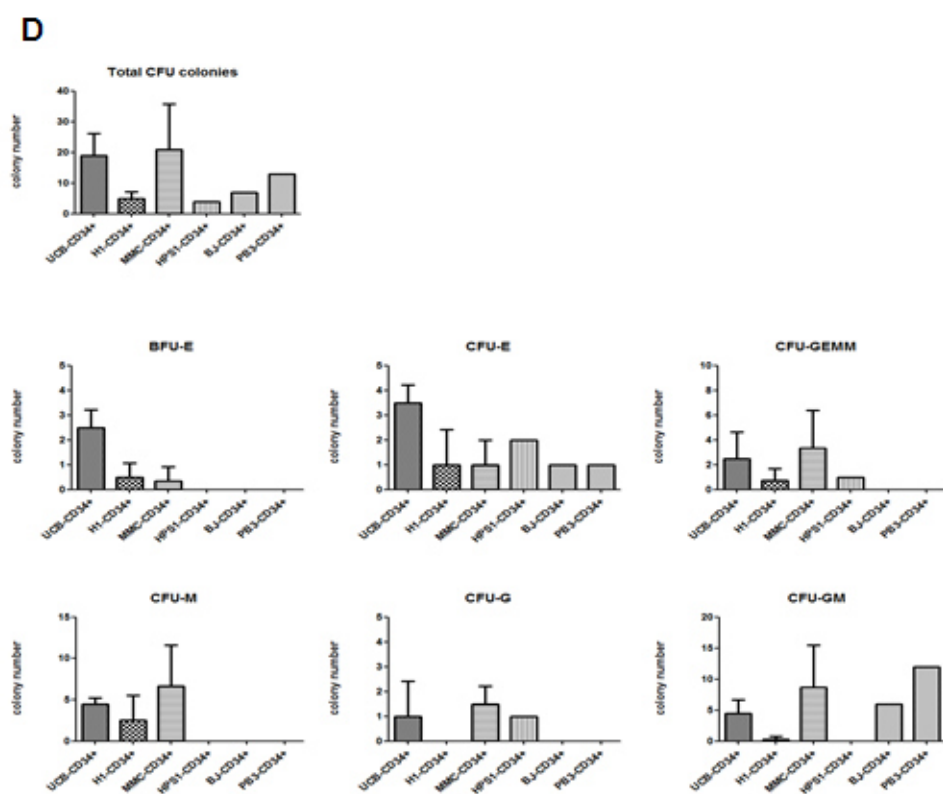 D
Total CFU colonies
colony number
40
30
20
10
0
UCB-CD34+
H1-CD34+
MMC-CD34+
HPS1-CD34+
BJ-CD34+
PB3-CD34+
BFU-E
colony number
5
4
3
2
1
0
UCB-CD34+
H1-CD34+
MMC-CD34+
HPS1-CD34+
BJ-CD34+
PB3-CD34+
CFU-E
colony number
5
4
3
2
1
0
UCB-CD34+
H1-CD34+
MMC-CD34+
HPS1-CD34+
BJ-CD34+
PB3-CD34+
CFU-GEMM
colony number
10
8
6
4
2
0
UCB-CD34+
H1-CD34+
MMC-CD34+
HPS1-CD34+
BJ-CD34+
PB3-CD34+
CFU-M
colony number
15
10
5
0
UCB-CD34+
H1-CD34+
MMC-CD34+
HPS1-CD34+
BJ-CD34+
PB3-CD34+
CFU-G
colony number
5
4
3
2
1
0
UCB-CD34+
H1-CD34+
MMC-CD34+
HPS1-CD34+
BJ-CD34+
PB3-CD34+
CFU-GM
colony number
20
15
10
5
0
UCB-CD34+
H1-CD34+
MMC-CD34+
HPS1-CD34+
BJ-CD34+
PB3-CD34+